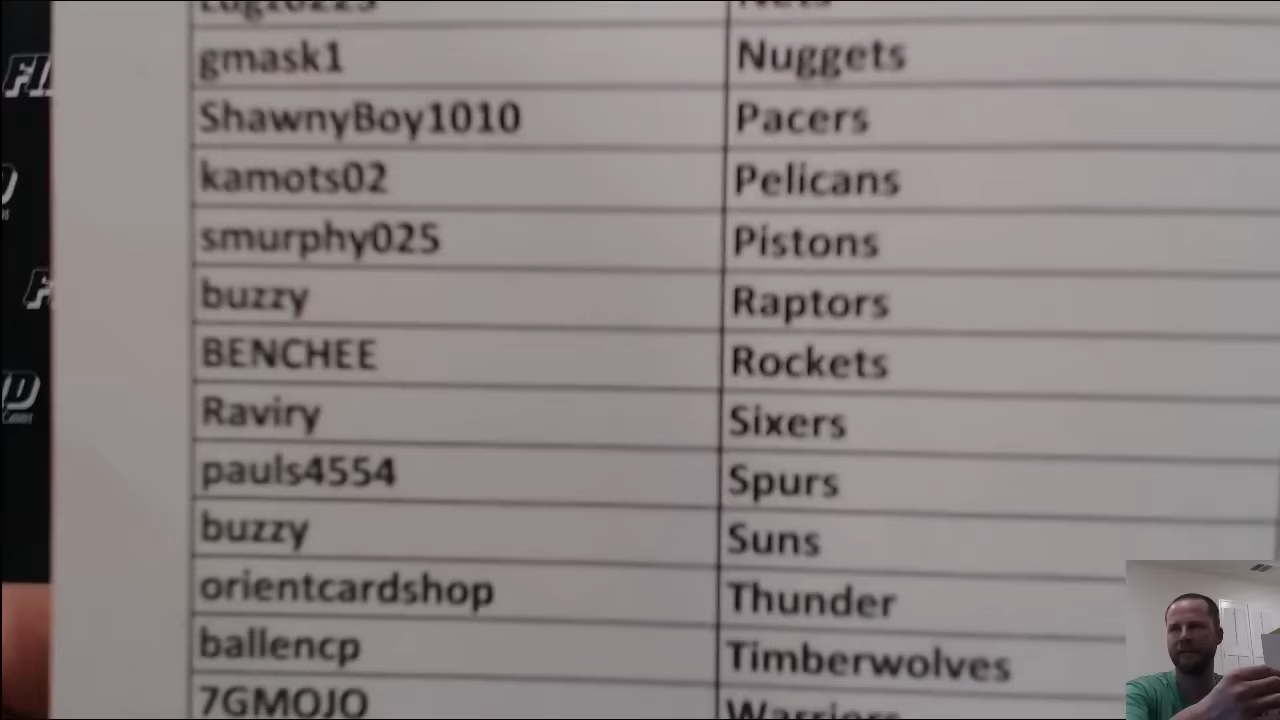 gmask1 Nuggets
ShawnyBoy1010 Pacers
kamots02 Pelicans
smurphy025 Pistons
buzzy Raptors
BENCHEE Rockets
Raviry Sixers
pauls4554 Spurs
buzzy Suns
orientcardshop Thunder
ballencp Timberwolves
7GMOJO Warriors